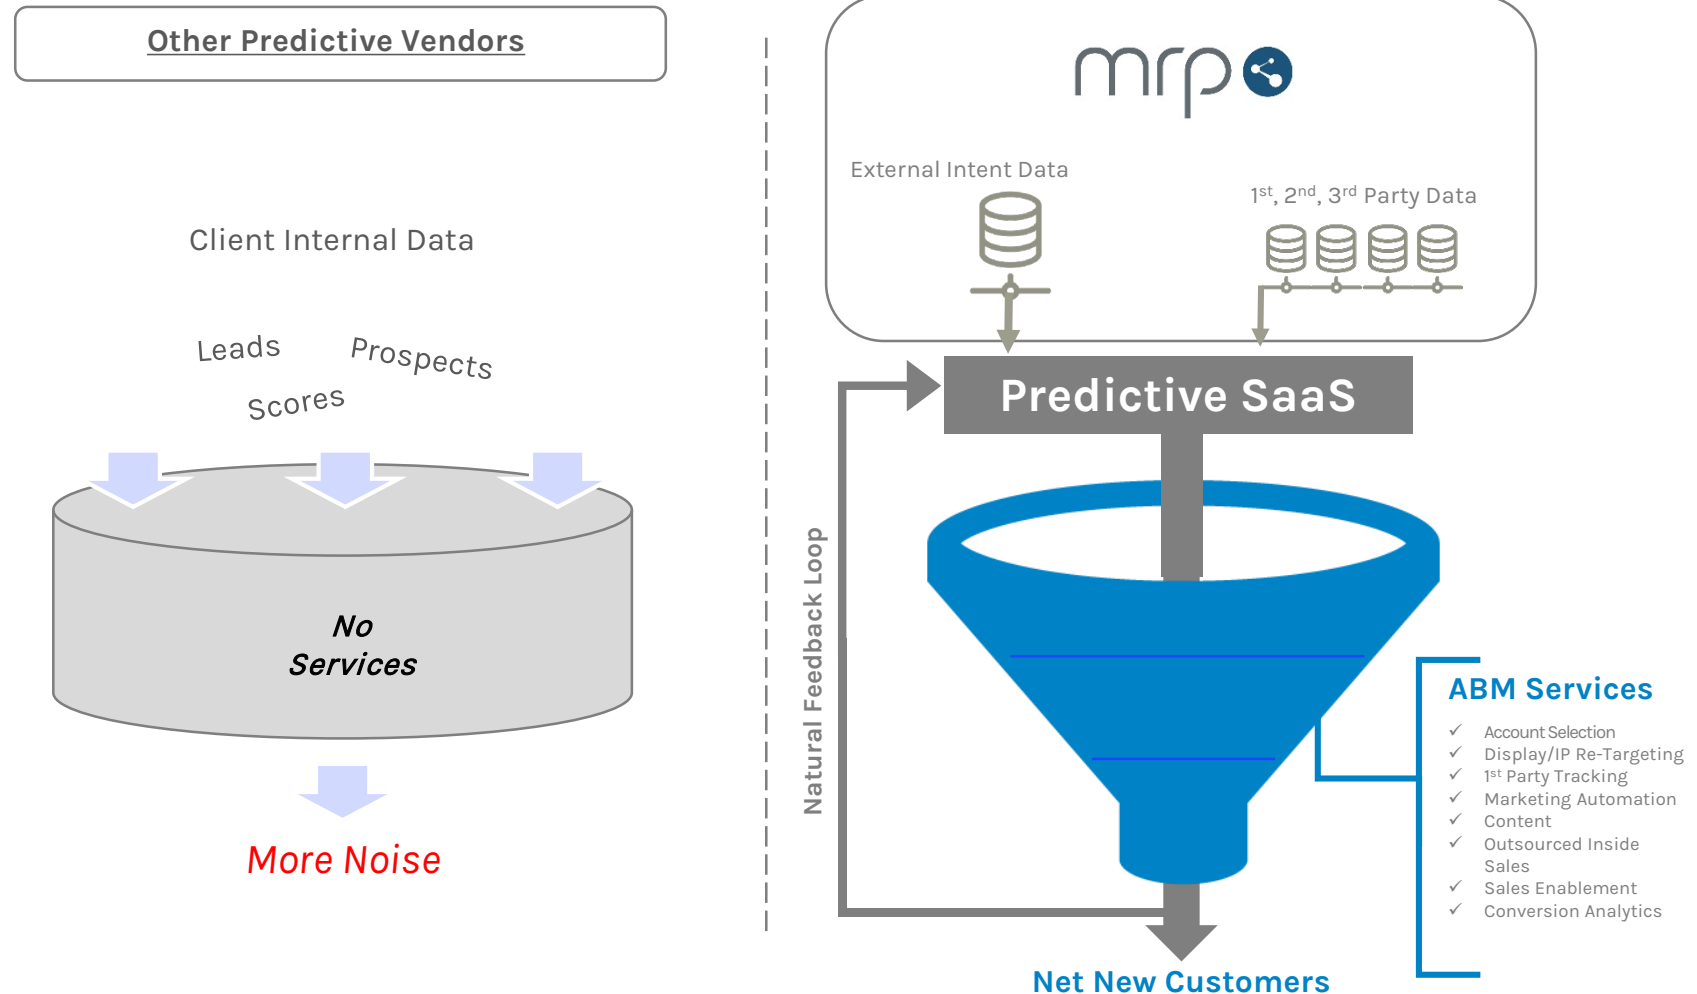 Other Predictive Vendors
Client Internal Data
Leads
Prospects
Scores
No
Services
More Noise
mrp
External Intent Data
1st, 2nd, 3rd Party Data
Predictive SaaS
Natural Feedback Loop
ABM Services
✓ Account Selection
✓ Display/IP Re-Targeting
✓ 1st Party Tracking
✓ Marketing Automation
✓ Content
✓ Outsourced Inside
Sales
✓ Sales Enablement
✓ Conversion Analytics
Net New Customers